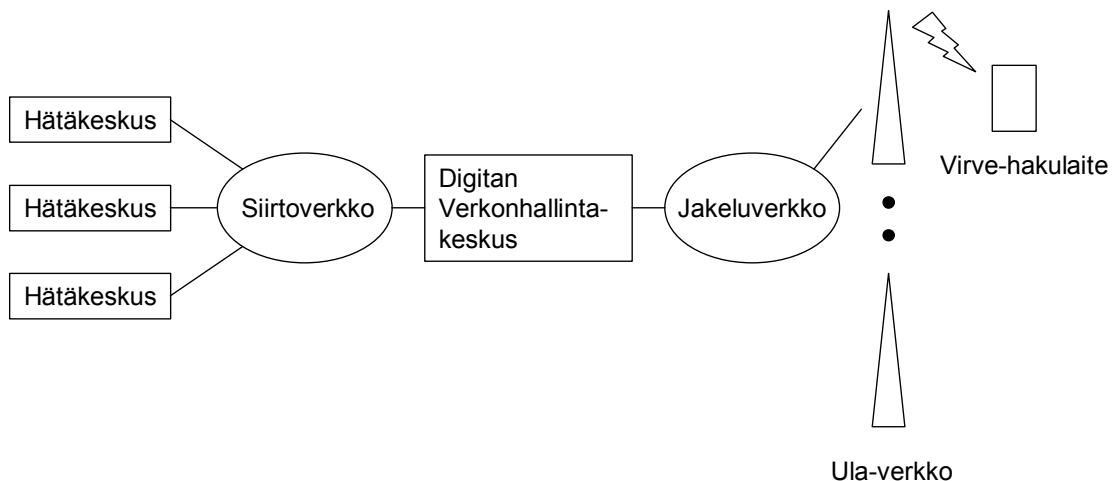 Hätäkeskus
Hätäkeskus
Hätäkeskus
Siirtoverkko
Digitan
Verkonhallinta-
keskus
Jakeluverkko
Virve-hakulaite
Ula-verkko